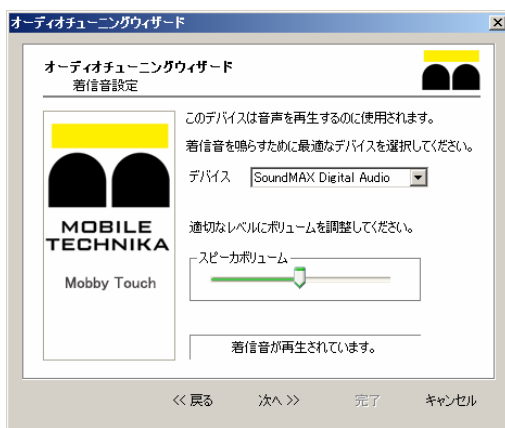 オーディオチューニングウィザード
オーディオチューニングウィザード
着信音設定
このデバイスは音声を再生するのに使用されます。
着信音を鳴らすために最適なデバイスを選択してください。
デバイス SoundMAX Digital Audio
MOBILE
TECHNIKA
Mobby Touch
適切なレベルにボリュームを調整してください。
スピーカボリューム
着信音が再生されています。
<< 戻る 次へ >> 完了 キャンセル